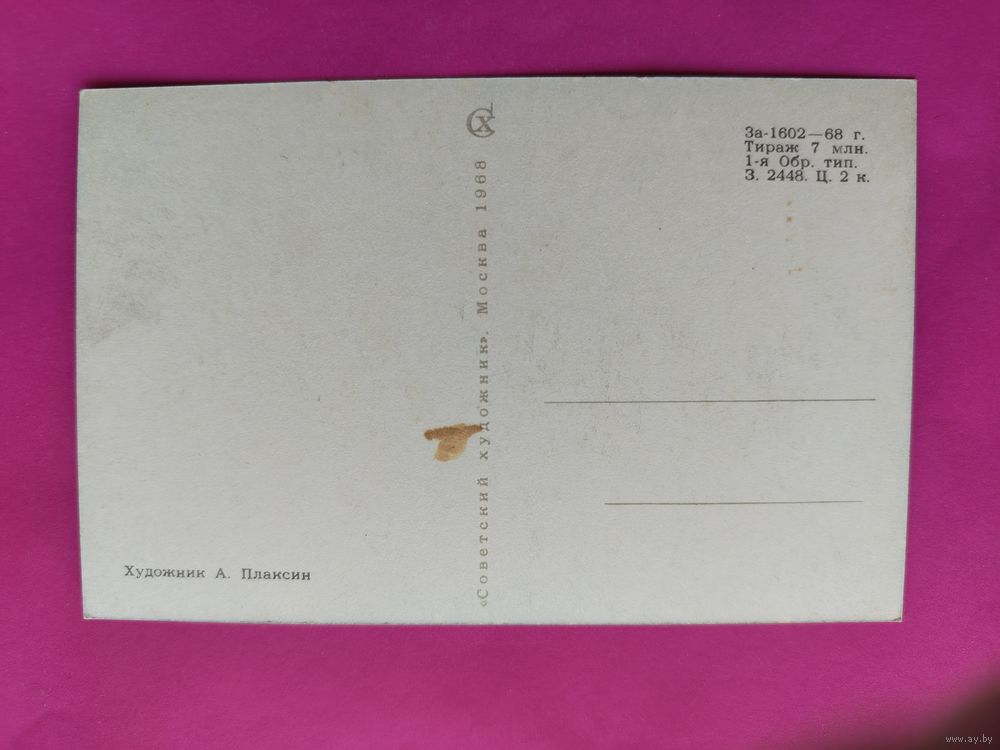 За-1602—68 г.
Тираж 7 млн.
1-я Обр. тип.
З. 2448. Ц. 2 к.
СХ
«Советский художник». Москва 1968
Художник А. Плаксин
www.ay.by